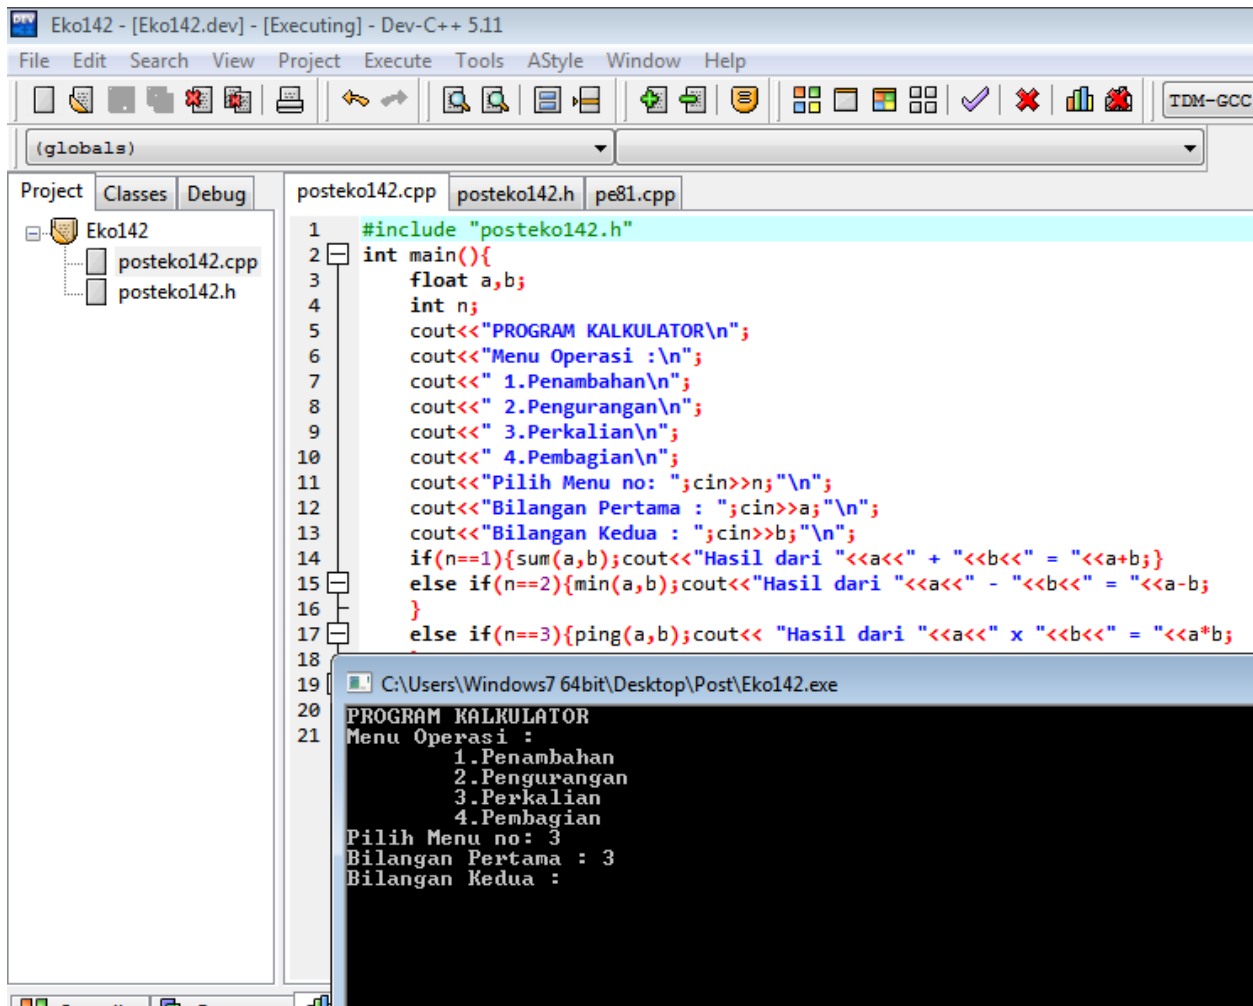 Eko142 - [Eko142.dev] - [Executing] - Dev-C++ 5.11
File Edit Search View Project Execute Tools AStyle Window Help
TDM-GCC
(globals)
Project Classes Debug
posteko142.cpp posteko142.h pe81.cpp
Eko142
posteko142.cpp
posteko142.h
1 #include "posteko142.h"
2 int main(){
3 float a,b;
4 int n;
5 cout<<"PROGRAM KALKULATOR\n";
6 cout<<"Menu Operasi :\n";
7 cout<<" 1.Penambahan\n";
8 cout<<" 2.Pengurangan\n";
9 cout<<" 3.Perkalian\n";
10 cout<<" 4.Pembagian\n";
11 cout<<"Pilih Menu no: ";cin>>n;"\n";
12 cout<<"Bilangan Pertama : ";cin>>a;"\n";
13 cout<<"Bilangan Kedua : ";cin>>b;"\n";
14 if(n==1){sum(a,b);cout<<"Hasil dari "<<a<<" + "<<b<<" = "<<a+b;}
15 else if(n==2){min(a,b);cout<<"Hasil dari "<<a<<" - "<<b<<" = "<<a-b;
16 }
17 else if(n==3){ping(a,b);cout<< "Hasil dari "<<a<<" x "<<b<<" = "<<a*b;
18
19
20
21
C:\Users\Windows7 64bit\Desktop\Post\Eko142.exe
PROGRAM KALKULATOR
Menu Operasi :
1.Penambahan
2.Pengurangan
3.Perkalian
4.Pembagian
Pilih Menu no: 3
Bilangan Pertama : 3
Bilangan Kedua :